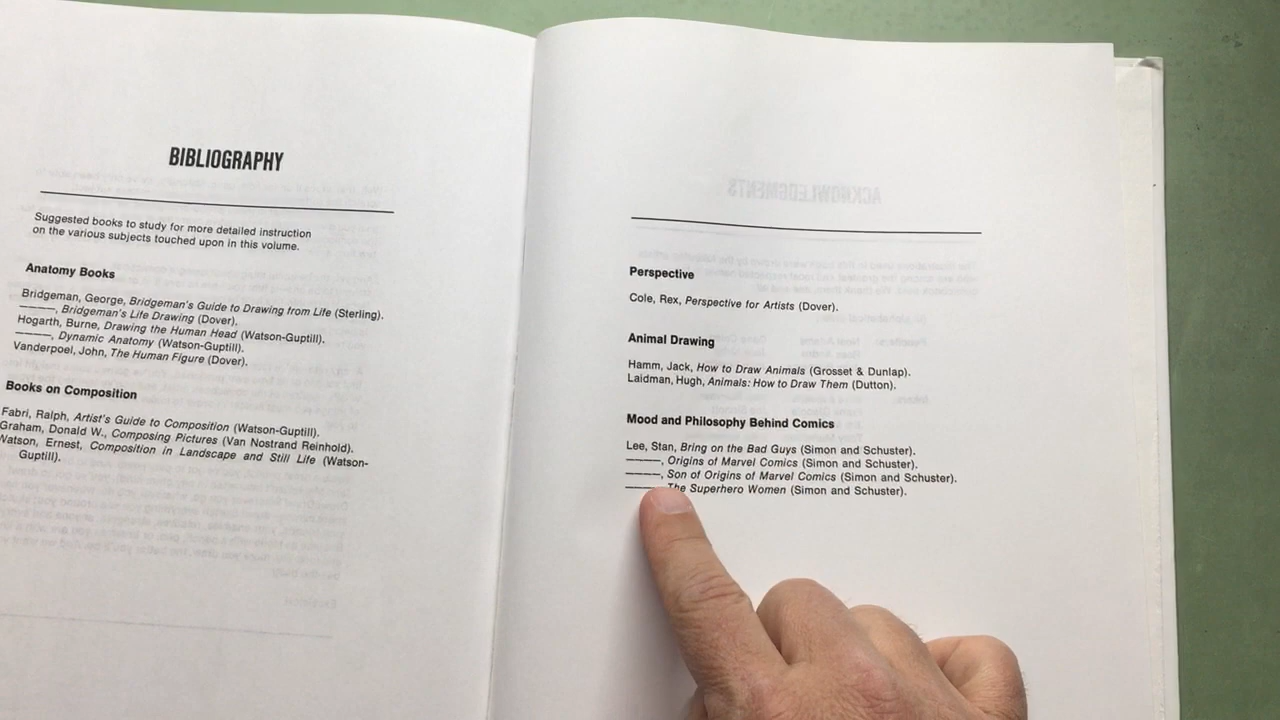 BIBLIOGRAPHY
Suggested books to study for more detailed instruction
on the various subjects touched upon in this volume.
Anatomy Books
Bridgeman, George, Bridgeman's Guide to Drawing from Life (Sterling).
———, Bridgeman's Life Drawing (Dover).
Hogarth, Burne, Drawing the Human Head (Watson-Guptill).
———, Dynamic Anatomy (Watson-Guptill).
Vanderpoel, John, The Human Figure (Dover).
Books on Composition
Fabri, Ralph, Artist's Guide to Composition (Watson-Guptill).
Graham, Donald W., Composing Pictures (Van Nostrand Reinhold).
Watson, Ernest, Composition in Landscape and Still Life (Watson-
Guptill).
Perspective
Cole, Rex, Perspective for Artists (Dover).
Animal Drawing
Hamm, Jack, How to Draw Animals (Grosset & Dunlap).
Laidman, Hugh, Animals: How to Draw Them (Dutton).
Mood and Philosophy Behind Comics
Lee, Stan, Bring on the Bad Guys (Simon and Schuster).
———, Origins of Marvel Comics (Simon and Schuster).
———, Son of Origins of Marvel Comics (Simon and Schuster).
———, The Superhero Women (Simon and Schuster).
ACKNOWLEDGMENTS